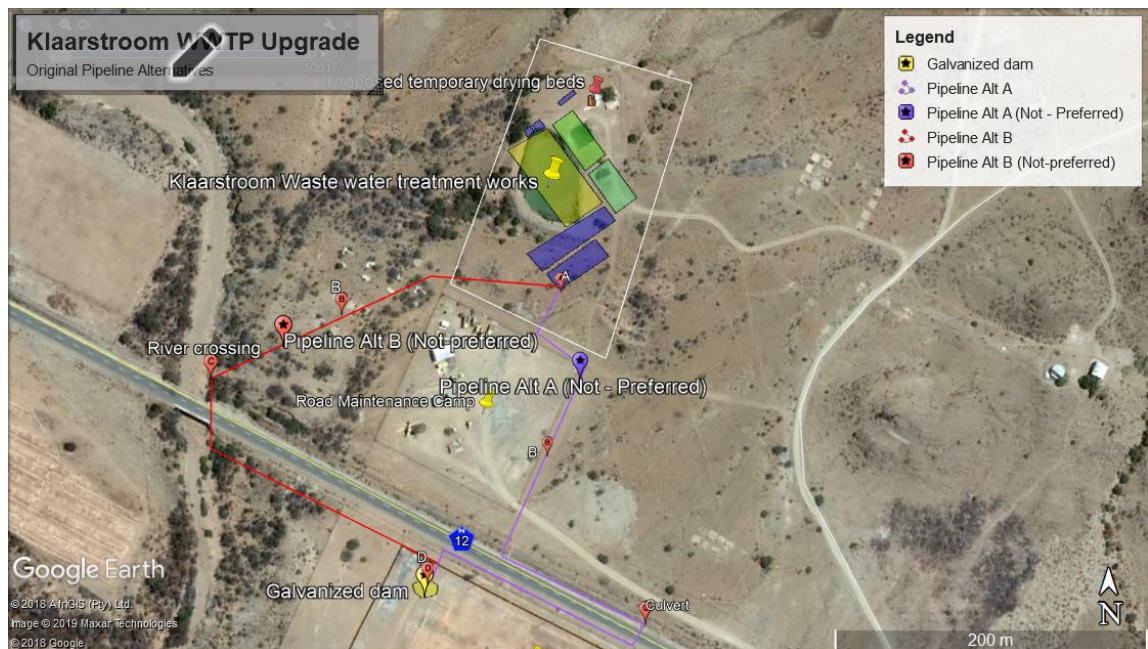 Klaarstroom WWTP Upgrade
Original Pipeline Alternatives
Legend
Galvanized dam
Pipeline Alt A
Pipeline Alt A (Not - Preferred)
Pipeline Alt B
Pipeline Alt B (Not-preferred)
temporary drying beds
Klaarstroom Waste water treatment works
A
B
B
Pipeline Alt B (Not-preferred)
River crossing
C
Pipeline Alt A (Not - Preferred)
Road Maintenance Camp
B
B
N
12
D
D
Galvanized dam
Culvert
Google Earth
© 2018 AfriGIS (Pty) Ltd.
Image © 2019 Maxar Technologies
© 2018 Google
N
200 m